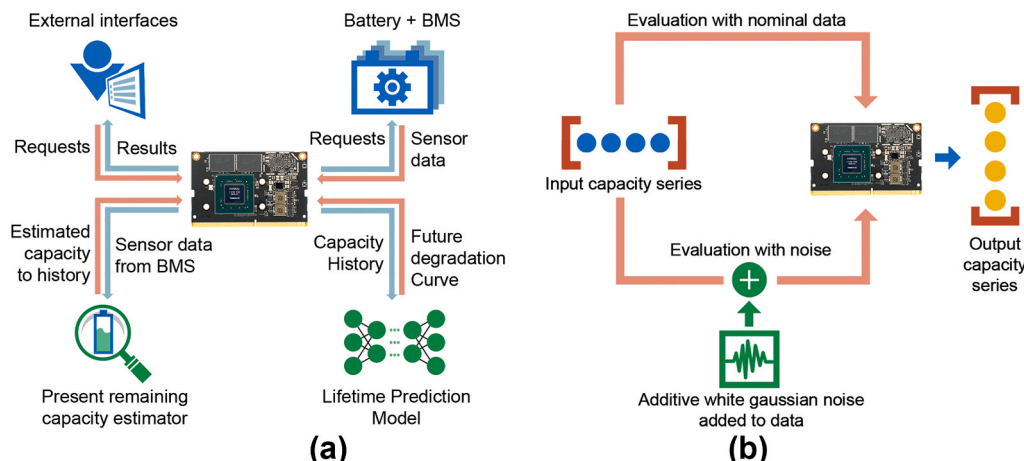 External interfaces
Battery + BMS
Requests
Results
Requests
Sensor
data
Estimated
capacity
to history
Sensor data
from BMS
Capacity
History
Future
degradation
Curve
Present remaining
capacity estimator
Lifetime Prediction
Model
(a)
Evaluation with nominal data
Input capacity series
Evaluation with noise
Additive white gaussian noise
added to data
Output
capacity
series
(b)